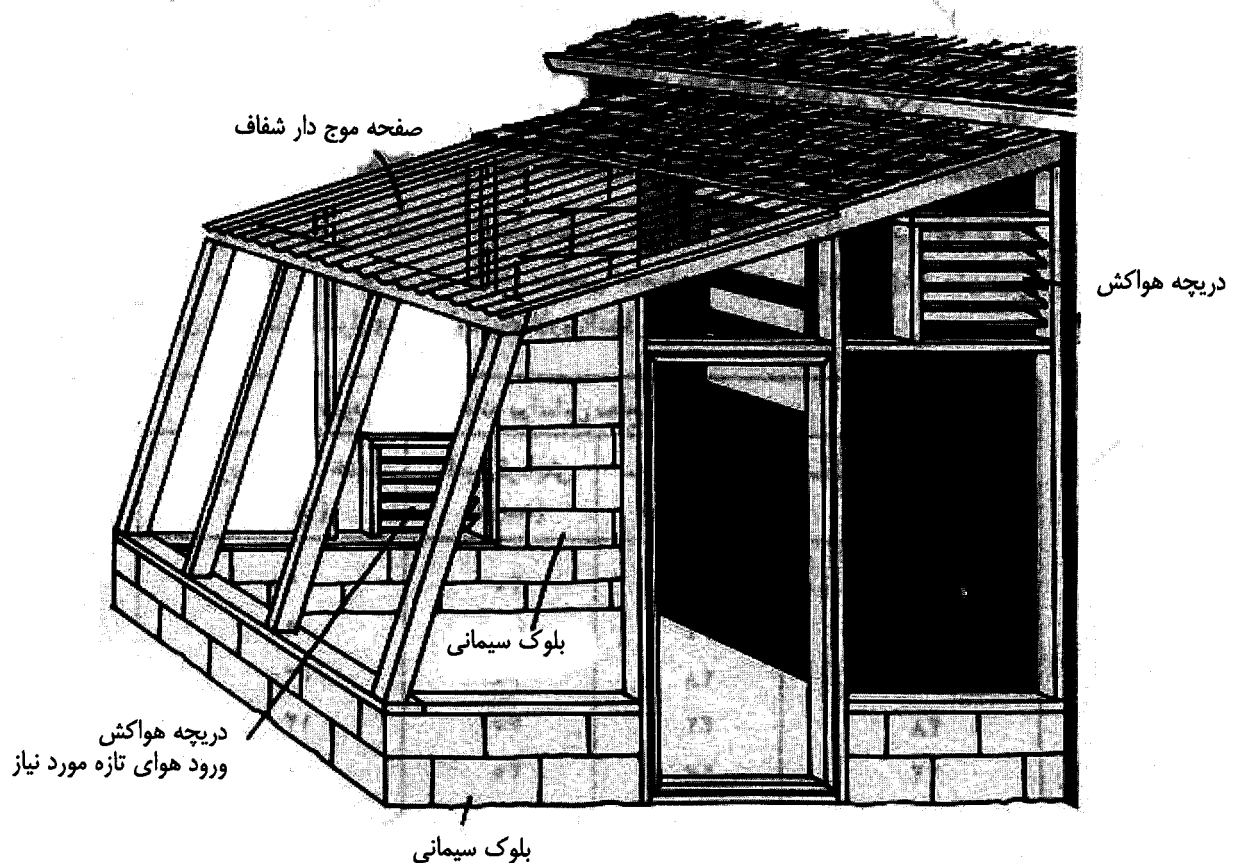 صفحه موج دار شفاف
دریچه هواکش
بلوک سیمانی
دریچه هواکش
ورود هوای تازه مورد نیاز
بلوک سیمانی